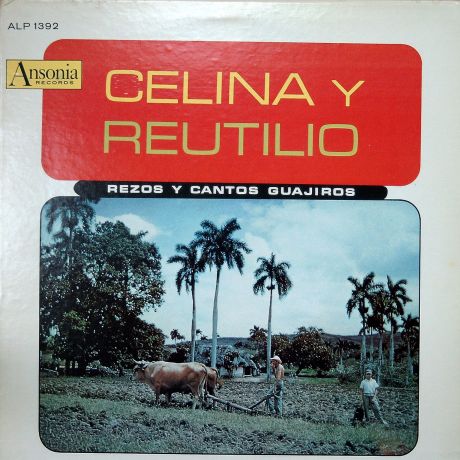 ALP 1392
Ansonia
RECORDS
CELINA Y
REUTILIO
REZOS Y CANTOS GUAJIROS